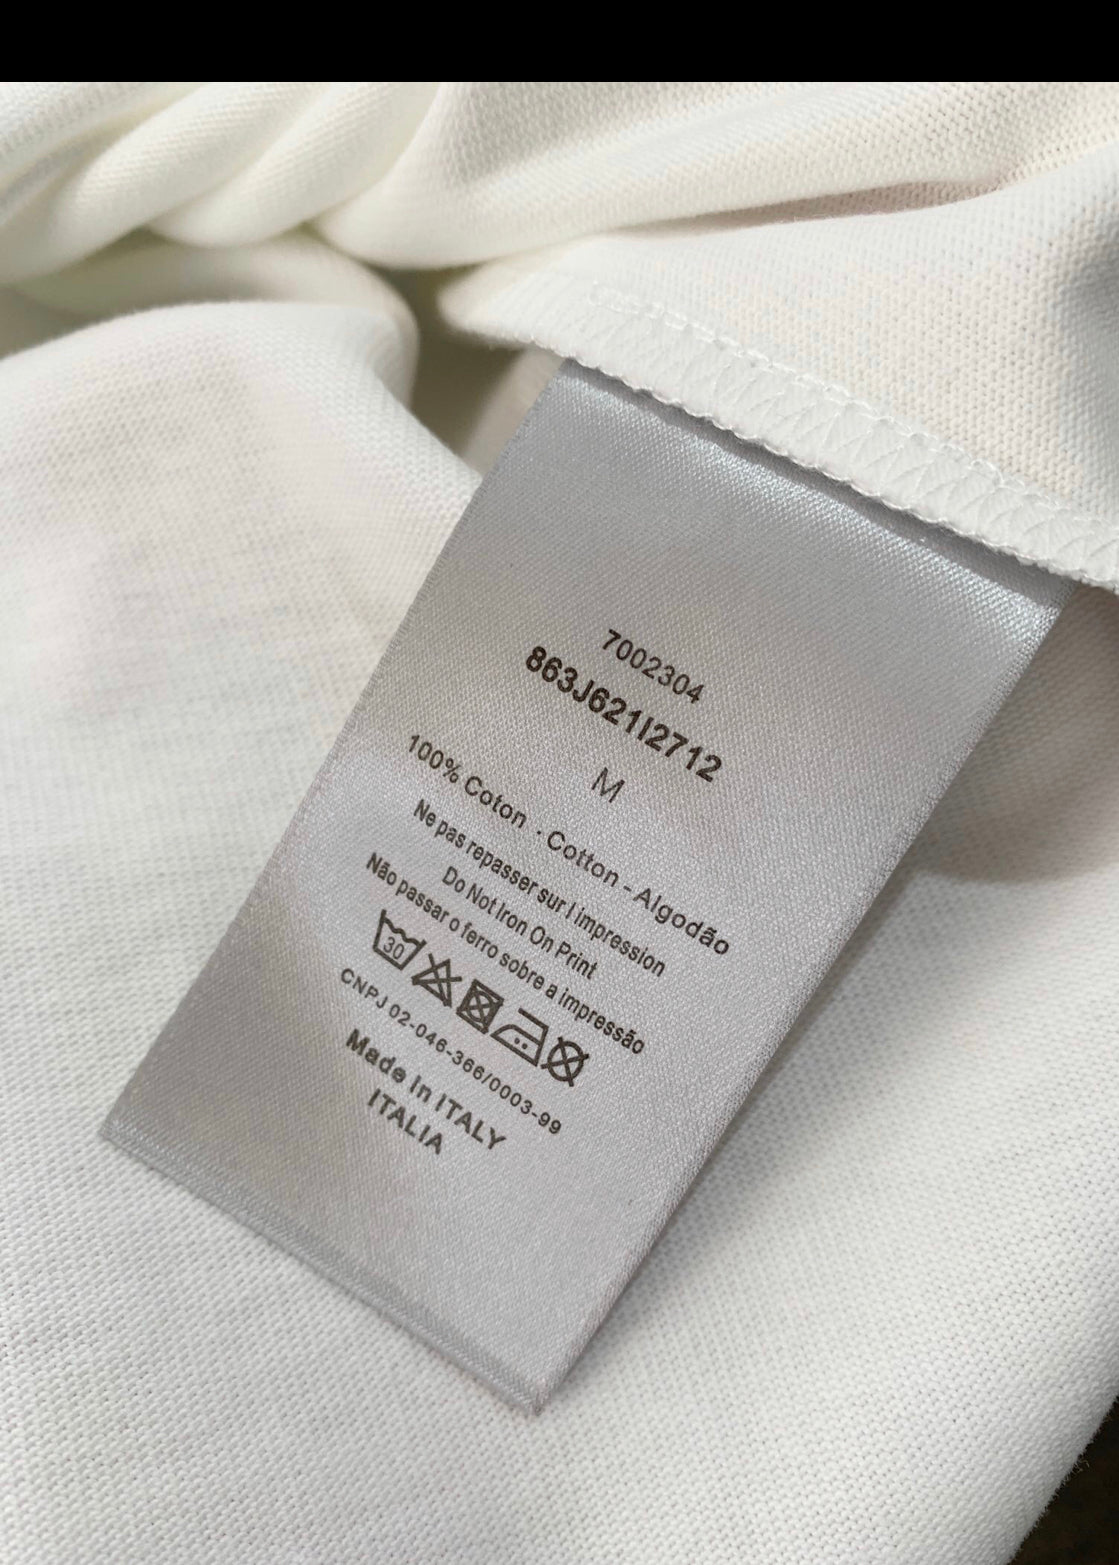 7002304
863J621I2712
M
100% Coton · Cotton - Algodão
Ne pas repasser sur l impression
Do Not Iron On Print
Não passar o ferro sobre a impressão
30
CNPJ 02-046-366/0003-99
Made in ITALY
ITALIA